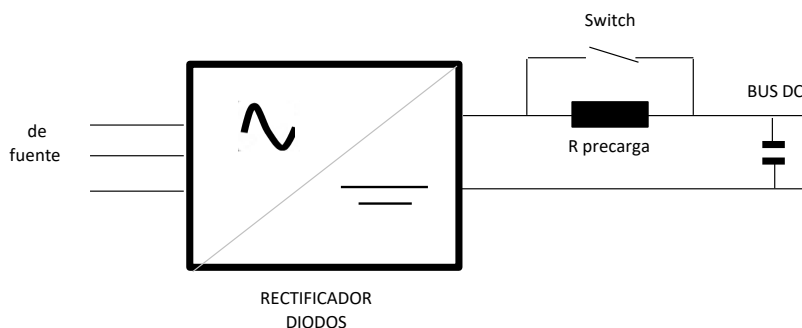 Switch
BUS DC
de
fuente
R precarga
RECTIFICADOR
DIODOS